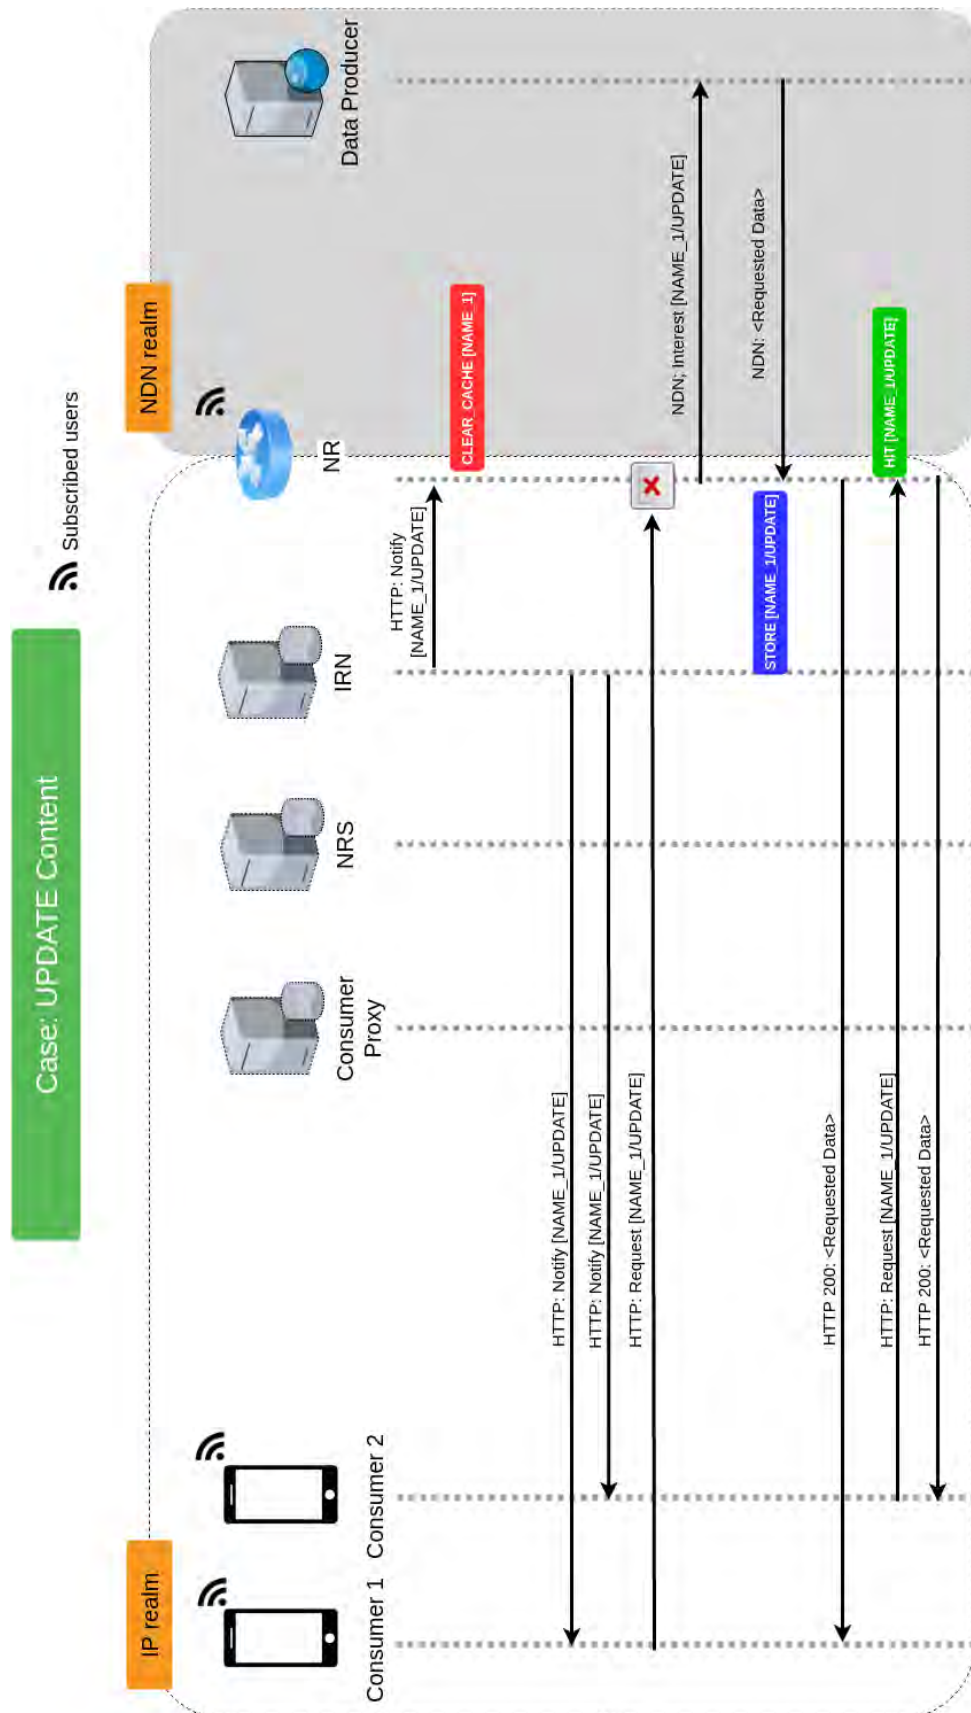 Case: UPDATE Content
Subscribed users
IP realm
NDN realm
Consumer 1
Consumer 2
Consumer
Proxy
NRS
IRN
NR
Data Producer
HTTP: Notify
[NAME_1/UPDATE]
CLEAR_CACHE [NAME_1]
HTTP: Notify [NAME_1/UPDATE]
HTTP: Notify [NAME_1/UPDATE]
HTTP: Request [NAME_1/UPDATE]
NDN; Interest [NAME_1/UPDATE]
NDN: <Requested Data>
STORE [NAME_1/UPDATE]
HTTP 200: <Requested Data>
HTTP: Request [NAME_1/UPDATE]
HIT [NAME_1/UPDATE]
HTTP 200: <Requested Data>